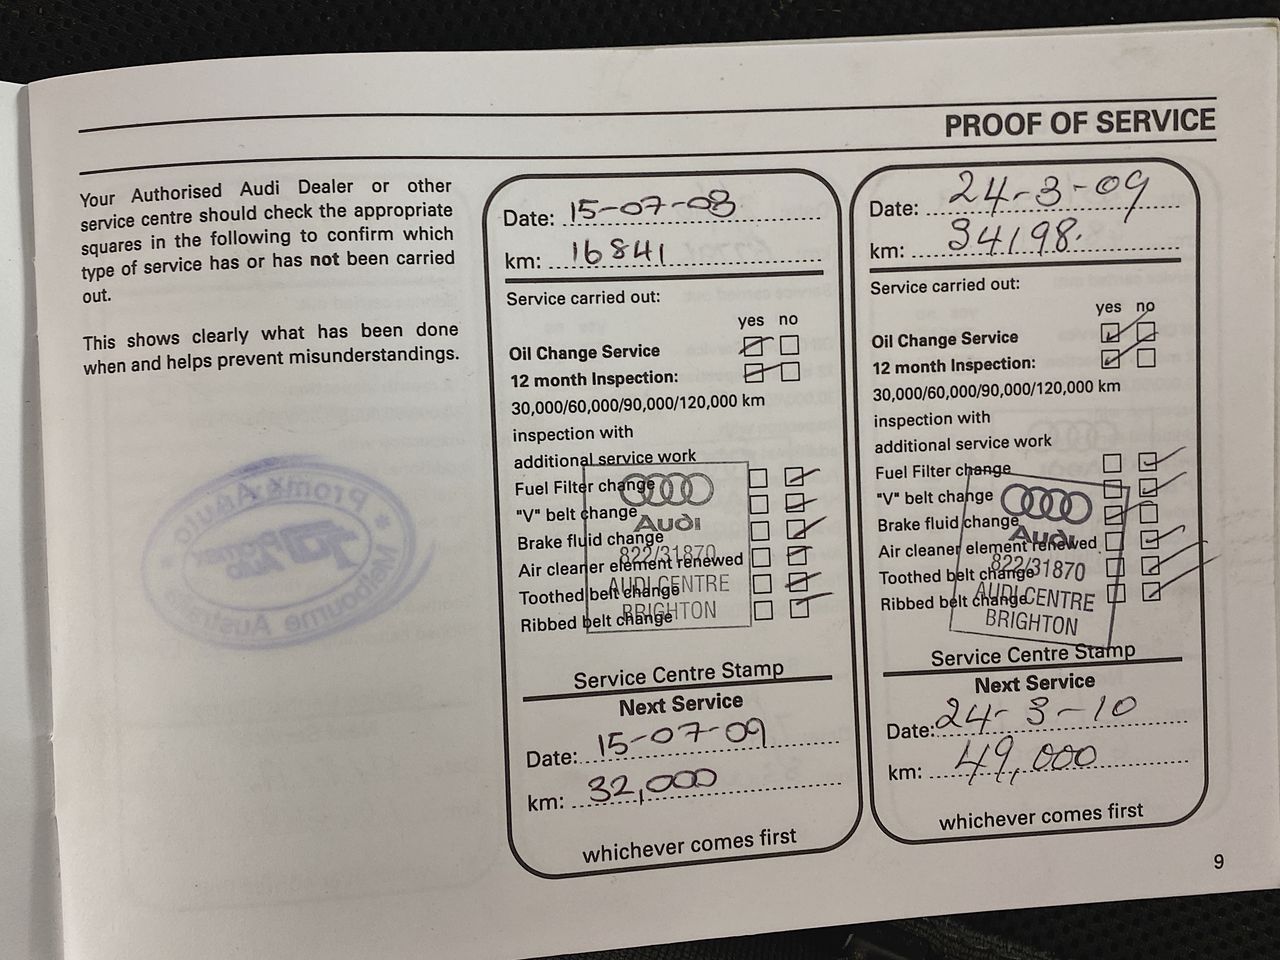 PROOF OF SERVICE
Your Authorised Audi Dealer or other
service centre should check the appropriate
squares in the following to confirm which
type of service has or has not been carried
out.
This shows clearly what has been done
when and helps prevent misunderstandings.
Date: 15-07-08
km: 16841
Service carried out:
yes no
Oil Change Service
12 month Inspection:
30,000/60,000/90,000/120,000 km
inspection with
additional service work
Fuel Filter change
"V" belt change
Brake fluid change
Air cleaner element renewed
Toothed belt change
Ribbed belt change
Audi
822/31870
AUDI CENTRE
BRIGHTON
Service Centre Stamp
Next Service
Date: 15-07-09
km: 32,000
whichever comes first
Date: 24-3-09
km: 34198.
Service carried out:
yes no
Oil Change Service
12 month Inspection:
30,000/60,000/90,000/120,000 km
inspection with
additional service work
Fuel Filter change
"V" belt change
Brake fluid change
Air cleaner element renewed
Toothed belt change
Ribbed belt change
Audi
822/31870
AUDI CENTRE
BRIGHTON
Service Centre Stamp
Next Service
Date: 24-3-10
km: 49,000
whichever comes first
9
Melbourne Australia